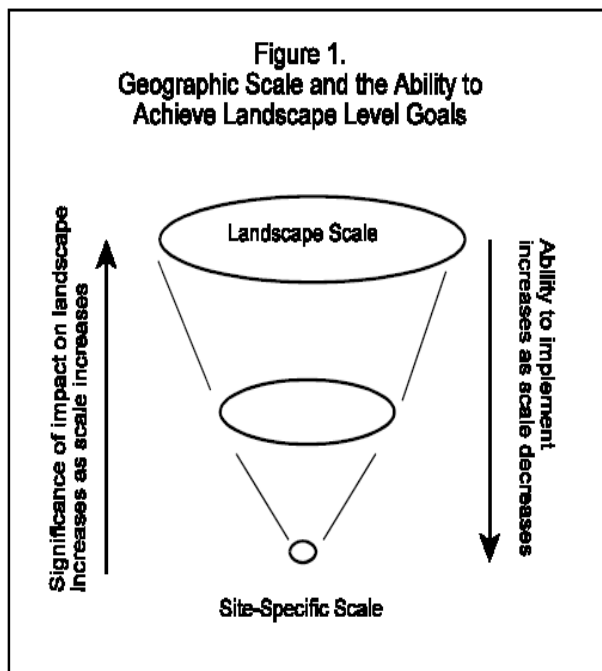 Figure 1.
Geographic Scale and the Ability to
Achieve Landscape Level Goals
Landscape Scale
Significance of impact on landscape
Increases as scale increases
Ability to implement
increases as scale decreases
Site-Specific Scale